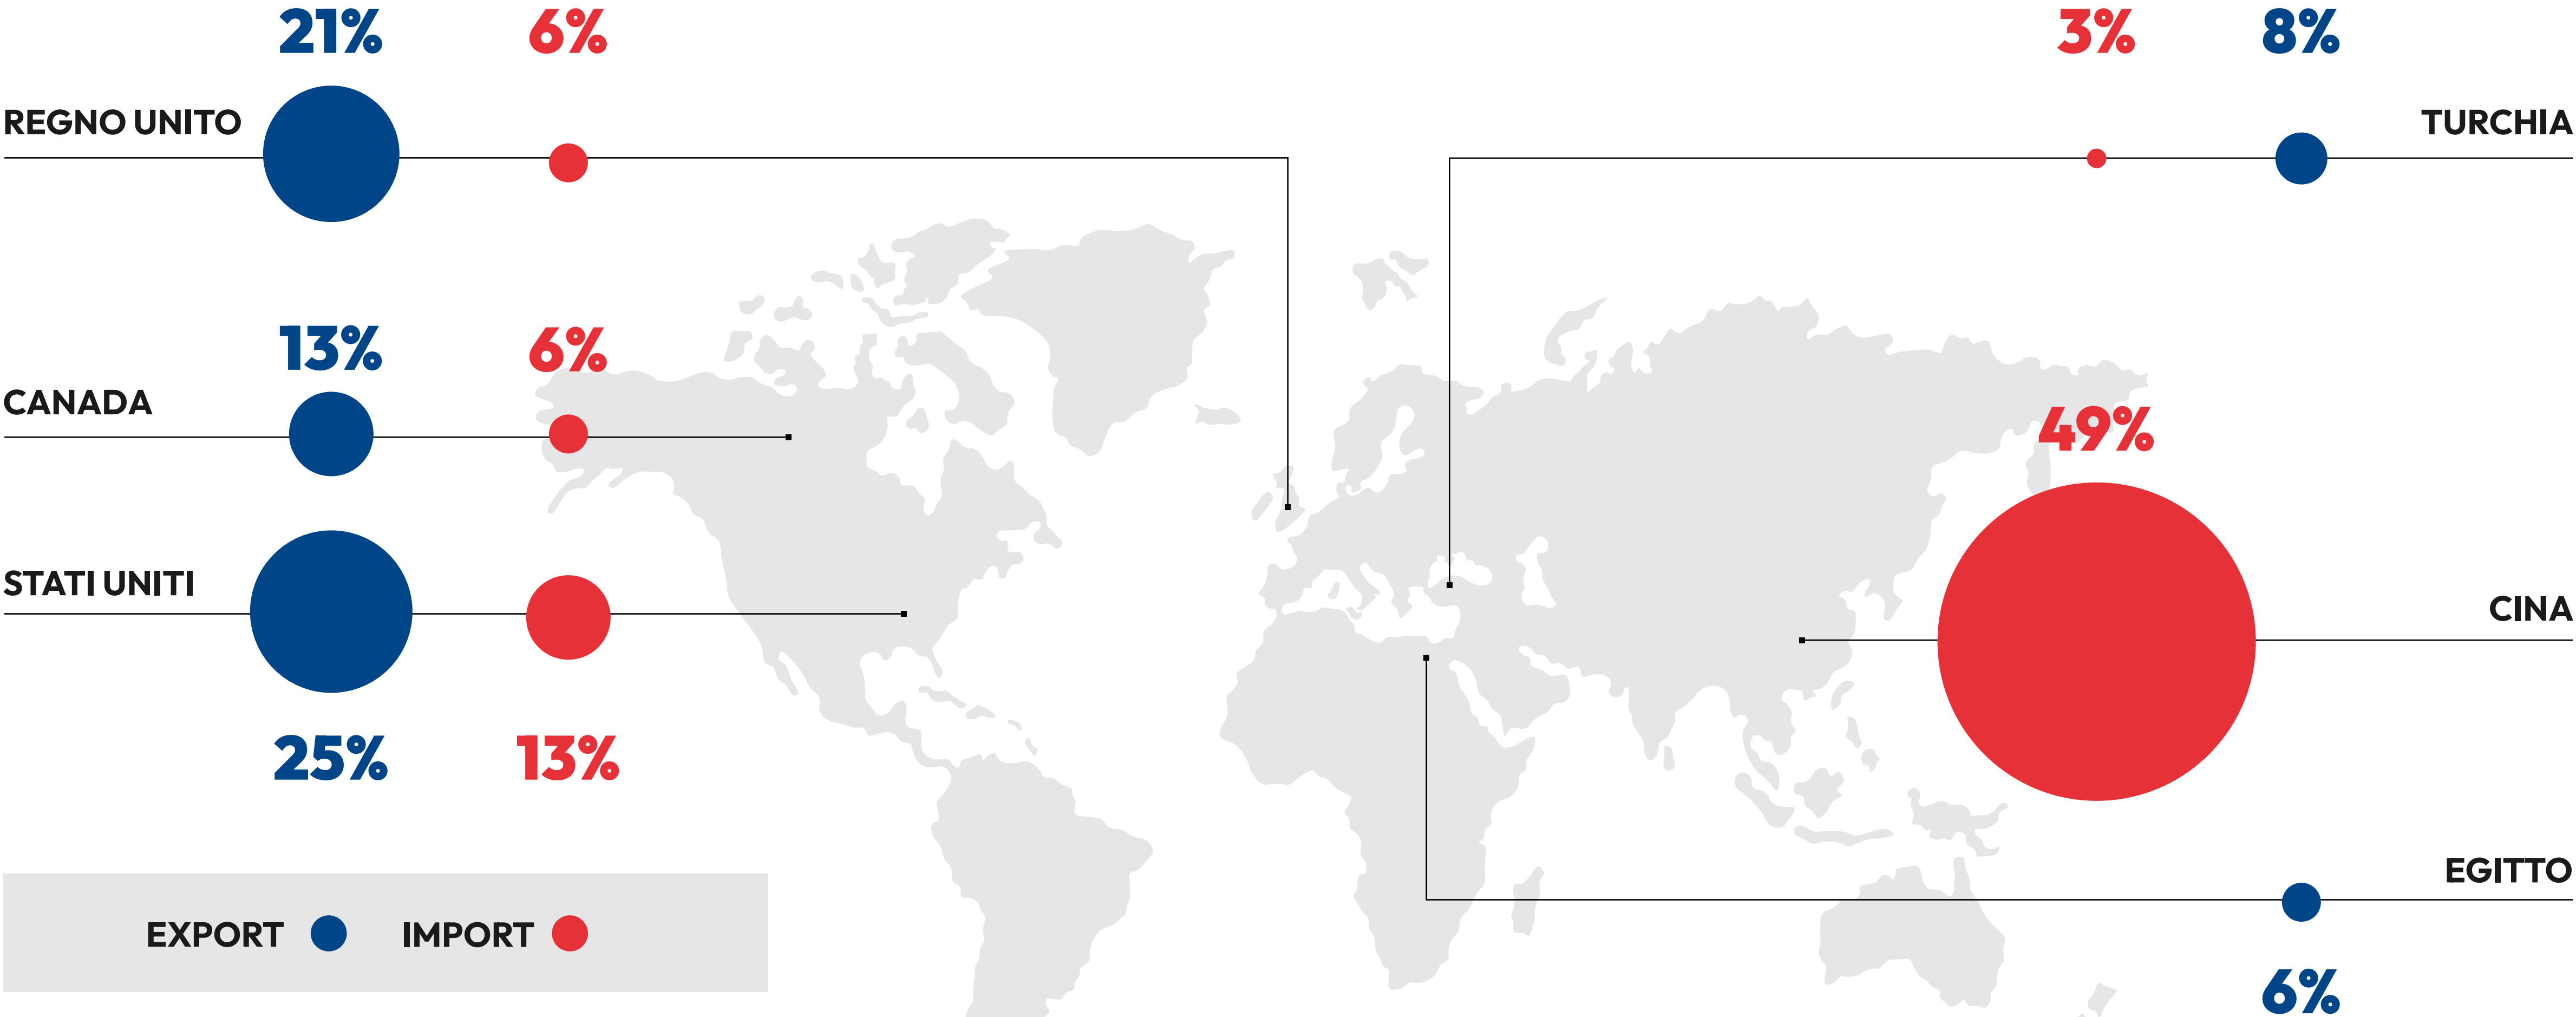 21% 6%
REGNO UNITO
3% 8%
TURCHIA
13% 6%
CANADA
49%
CINA
STATI UNITI
25% 13%
EGITTO
6%
EXPORT IMPORT